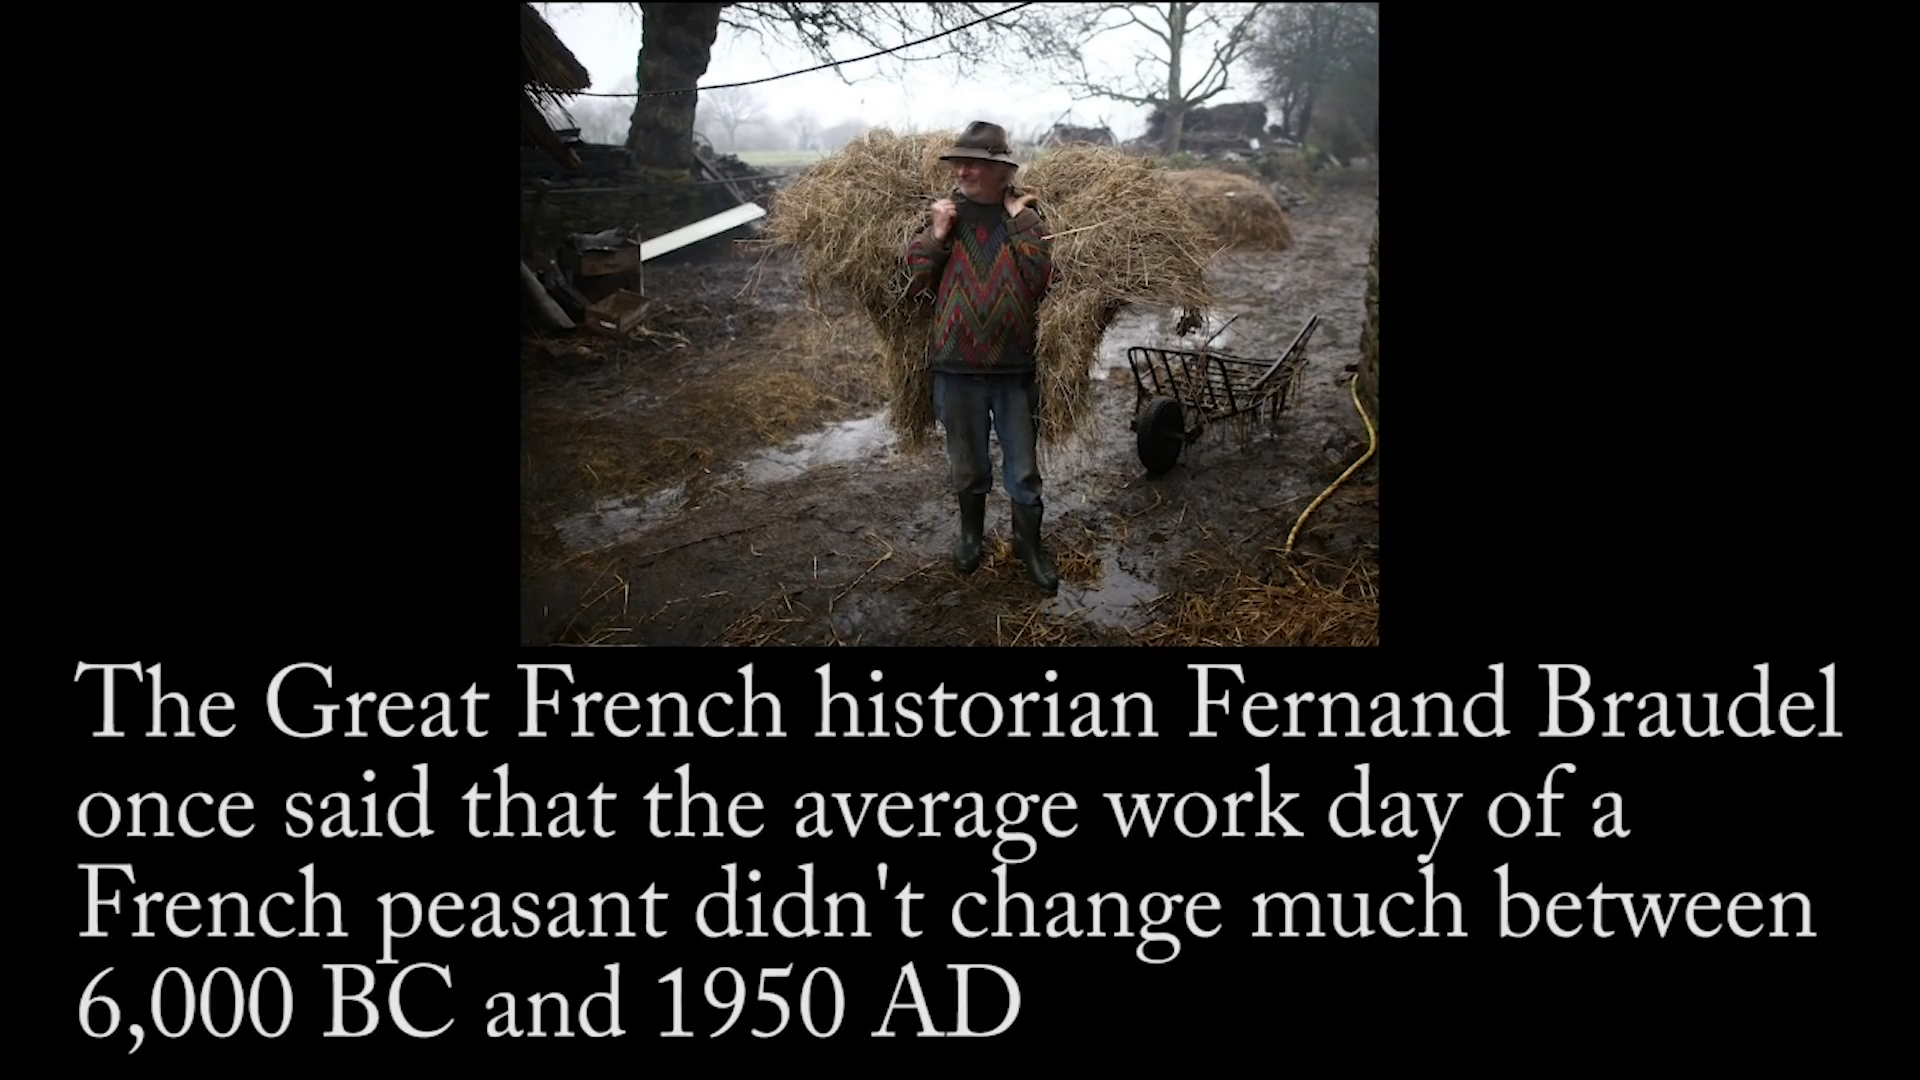 The Great French historian Fernand Braudel
once said that the average work day of a
French peasant didn't change much between
6,000 BC and 1950 AD